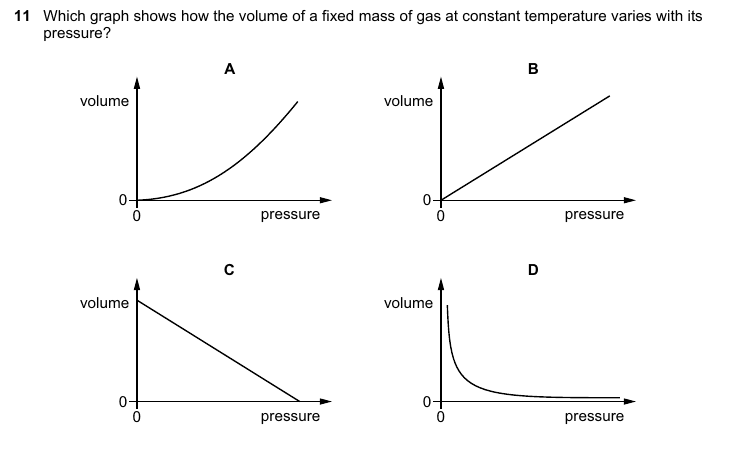 11 Which graph shows how the volume of a fixed mass of gas at constant temperature varies with its
pressure?
A
B
volume
volume
0
0
0
pressure
0
pressure
C
D
volume
volume
0
0
0
pressure
0
pressure